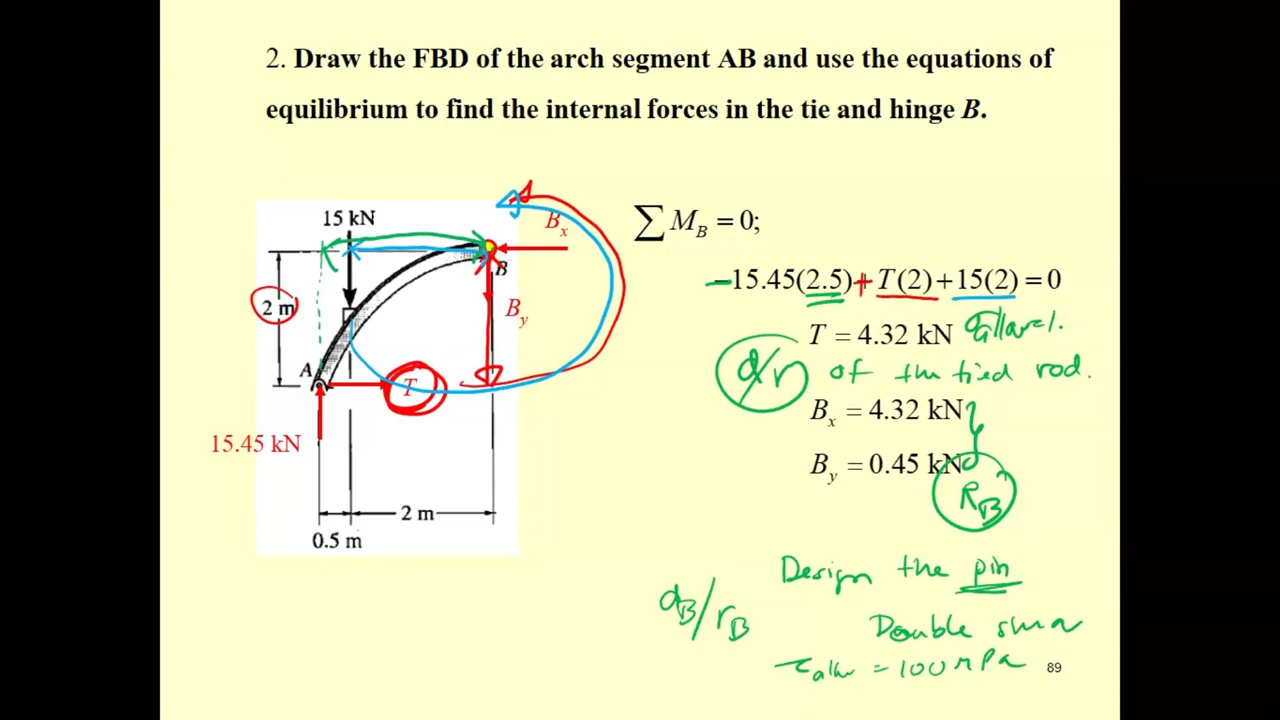 2. Draw the FBD of the arch segment AB and use the equations of
equilibrium to find the internal forces in the tie and hinge B.
15 kN
B_x
B
2 m
B_y
A
T
15.45 kN
2 m
0.5 m
∑M_B = 0;
−15.45(2.5)+T(2)+15(2)=0
T = 4.32 kN
d/r of the tied rod.
B_x = 4.32 kN
B_y = 0.45 kN
R_B
Design the pin
d_B/r_B
Double
= 100 MPa
89